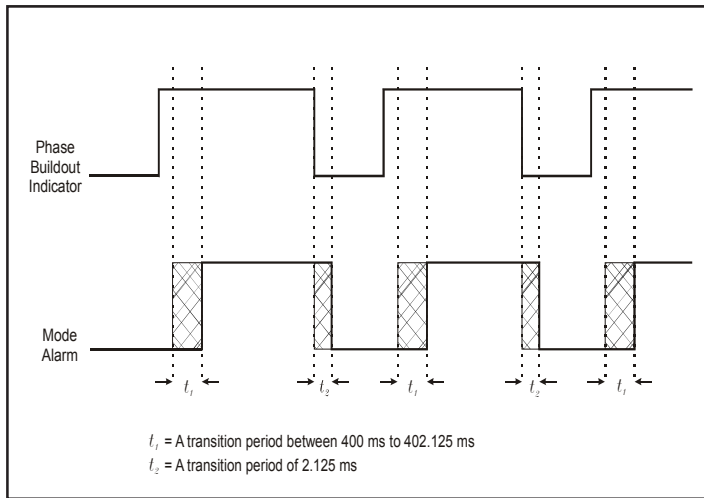 Phase
Buildout
Indicator
Mode
Alarm
t₁
t₂
t₁
t₂
t₁
t₁ = A transition period between 400 ms to 402.125 ms
t₂ = A transition period of 2.125 ms